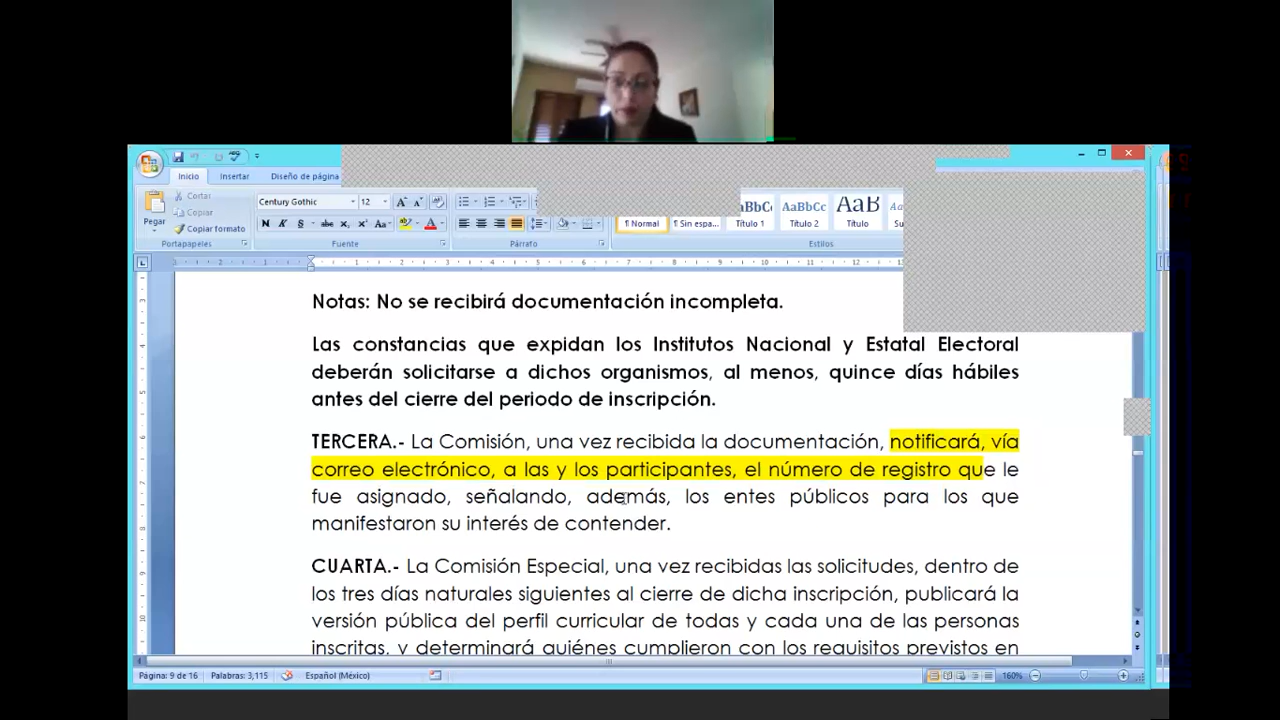 Inicio Insertar Diseño de página
Cortar
Copiar
Pegar
Copiar formato
Century Gothic 12
N K S abc x₂ x² Aa
AaBbCc AaB
¶ Normal ¶ Sin espa... Título 1 Título 2 Título Su
Portapapeles Fuente Párrafo Estilos
Notas: No se recibirá documentación incompleta.
Las constancias que expidan los Institutos Nacional y Estatal Electoral
deberán solicitarse a dichos organismos, al menos, quince días hábiles
antes del cierre del periodo de inscripción.
TERCERA.- La Comisión, una vez recibida la documentación, notificará, vía
correo electrónico, a las y los participantes, el número de registro que le
fue asignado, señalando, además, los entes públicos para los que
manifestaron su interés de contender.
CUARTA.- La Comisión Especial, una vez recibidas las solicitudes, dentro de
los tres días naturales siguientes al cierre de dicha inscripción, publicará la
versión pública del perfil curricular de todas y cada una de las personas
inscritas, y determinará quiénes cumplieron con los requisitos previstos en
Página: 9 de 16 Palabras: 3,115 Español (México) 160%